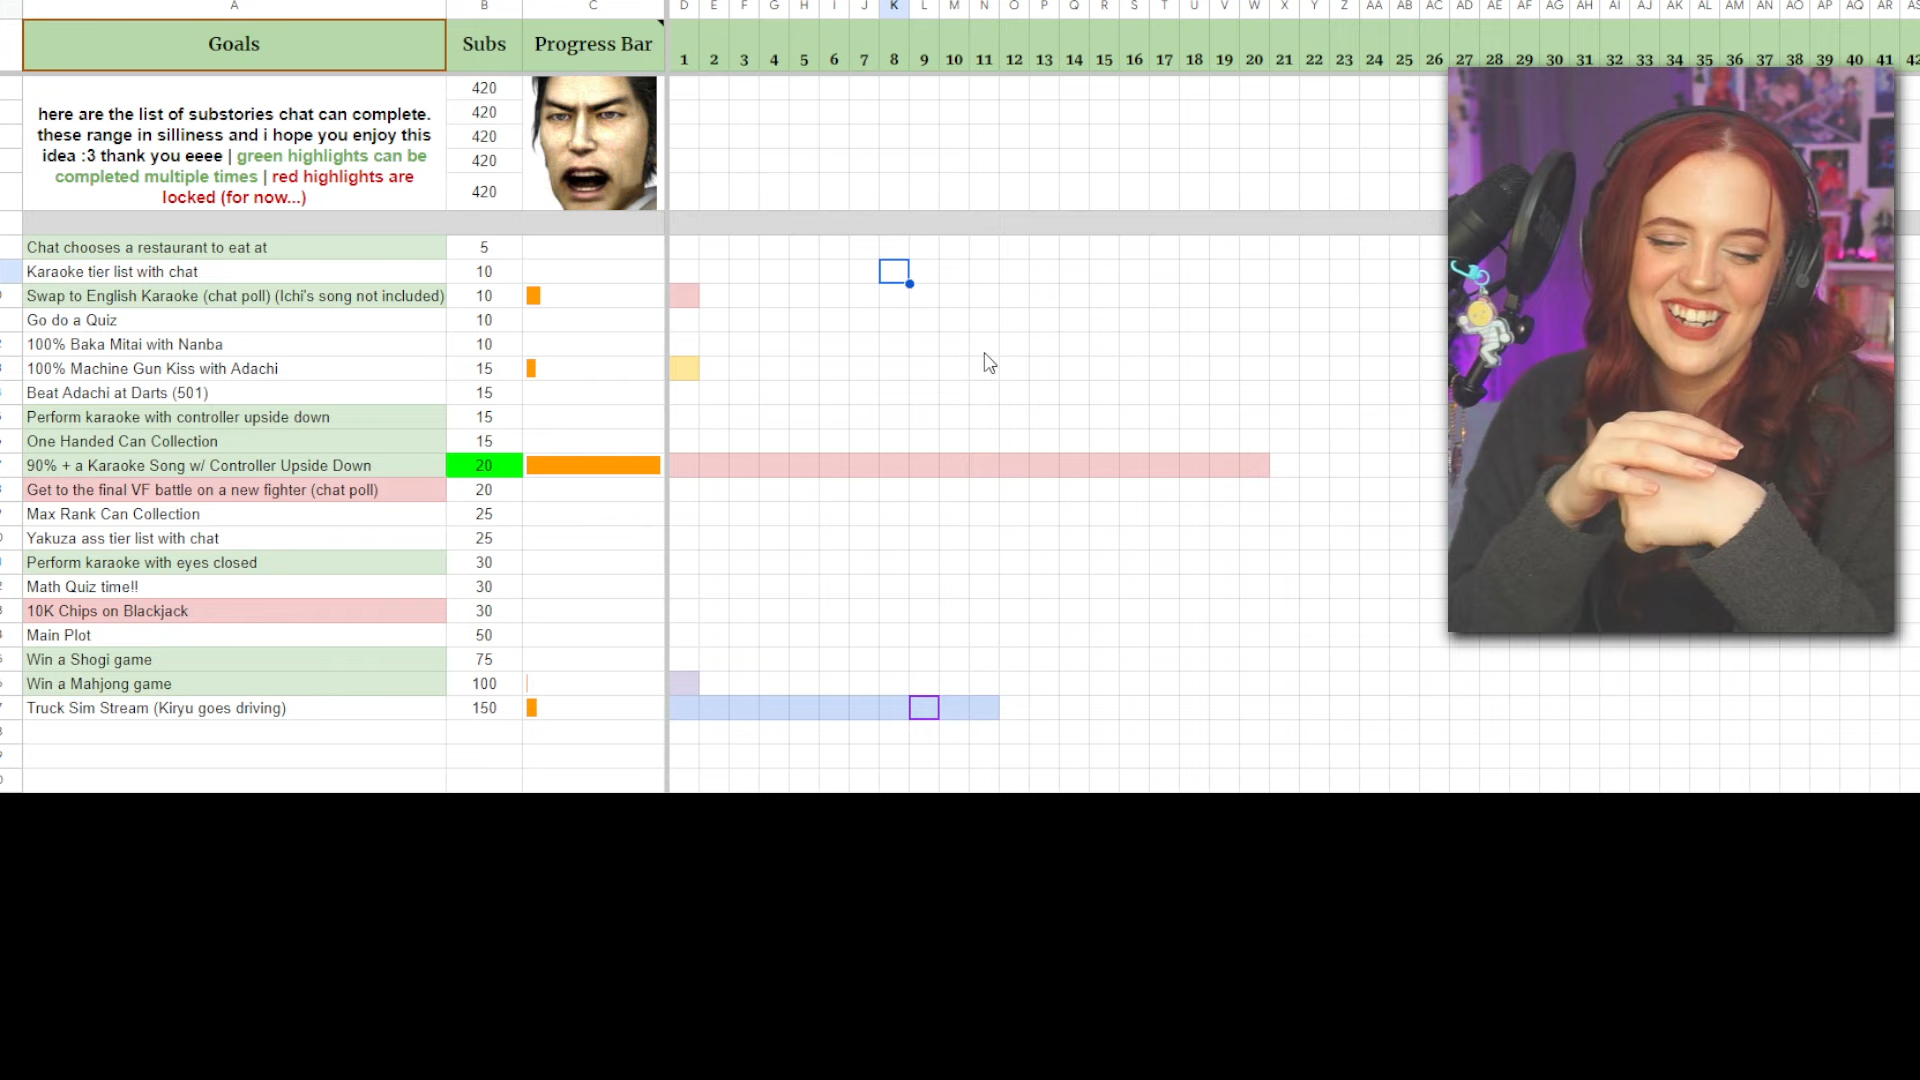 A B C D E F G H I J K L M N O P Q R S T U V W X Y Z AA AB AC AD AE AF AG AH AI AJ AK AL AM AN AO AP AQ AR AS
Goals Subs Progress Bar 1 2 3 4 5 6 7 8 9 10 11 12 13 14 15 16 17 18 19 20 21 22 23 24 25 26 27 28 29 30 31 32 33 34 35 36 37 38 39 40 41 42
here are the list of substories chat can complete.
these range in silliness and i hope you enjoy this
idea :3 thank you eeee | green highlights can be
completed multiple times | red highlights are
locked (for now...)
420
420
420
420
420
Chat chooses a restaurant to eat at 5
Karaoke tier list with chat 10
Swap to English Karaoke (chat poll) (Ichi's song not included) 10
Go do a Quiz 10
100% Baka Mitai with Nanba 10
100% Machine Gun Kiss with Adachi 15
Beat Adachi at Darts (501) 15
Perform karaoke with controller upside down 15
One Handed Can Collection 15
90% + a Karaoke Song w/ Controller Upside Down 20
Get to the final VF battle on a new fighter (chat poll) 20
Max Rank Can Collection 25
Yakuza ass tier list with chat 25
Perform karaoke with eyes closed 30
Math Quiz time!! 30
10K Chips on Blackjack 30
Main Plot 50
Win a Shogi game 75
Win a Mahjong game 100
Truck Sim Stream (Kiryu goes driving) 150